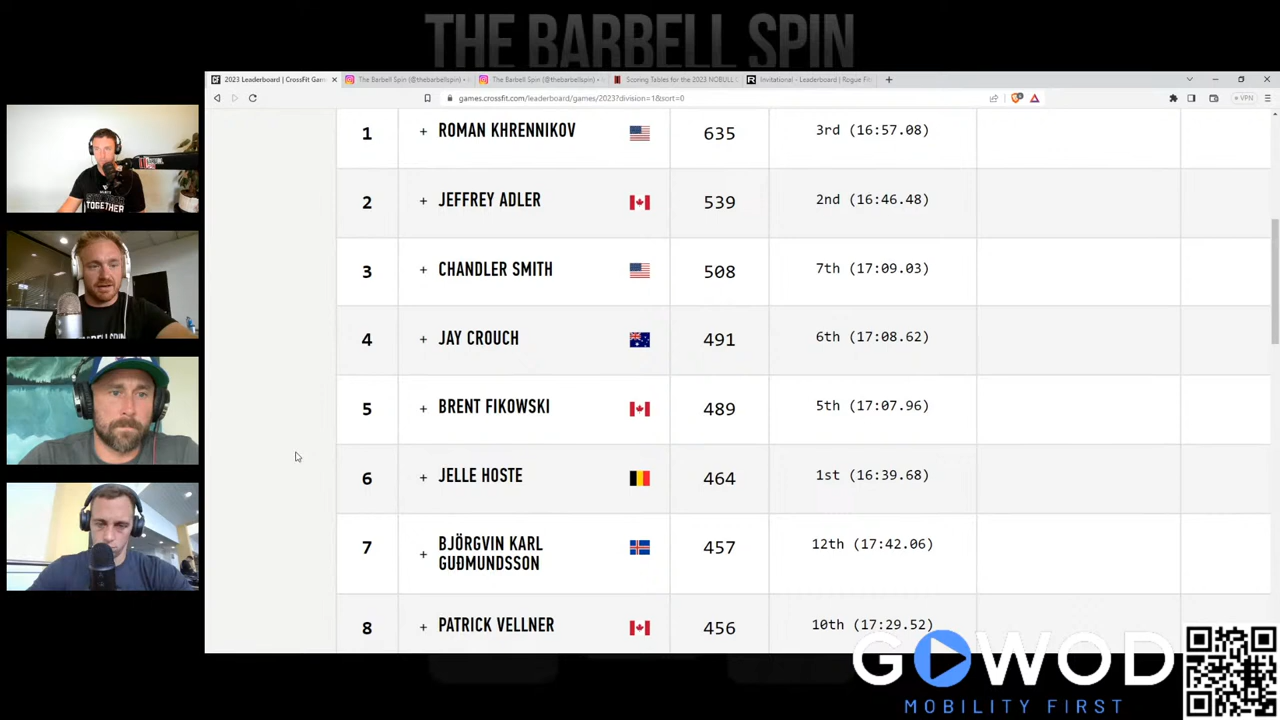 THE BARBELL SPIN
2023 Leaderboard | CrossFit Gam
The Barbell Spin (@thebarbellspin) •
The Barbell Spin (@thebarbellspin) •
Scoring Tables for the 2023 NOBULL C
Invitational - Leaderboard | Rogue Fit
games.crossfit.com/leaderboard/games/2023?division=1&sort=0
VPN
1 + ROMAN KHRENNIKOV 635 3rd (16:57.08)
2 + JEFFREY ADLER 539 2nd (16:46.48)
3 + CHANDLER SMITH 508 7th (17:09.03)
4 + JAY CROUCH 491 6th (17:08.62)
5 + BRENT FIKOWSKI 489 5th (17:07.96)
6 + JELLE HOSTE 464 1st (16:39.68)
7 + BJÖRGVIN KARL
GUÐMUNDSSON 457 12th (17:42.06)
8 + PATRICK VELLNER 456 10th (17:29.52)
GOWOD
MOBILITY FIRST
TOGETHER